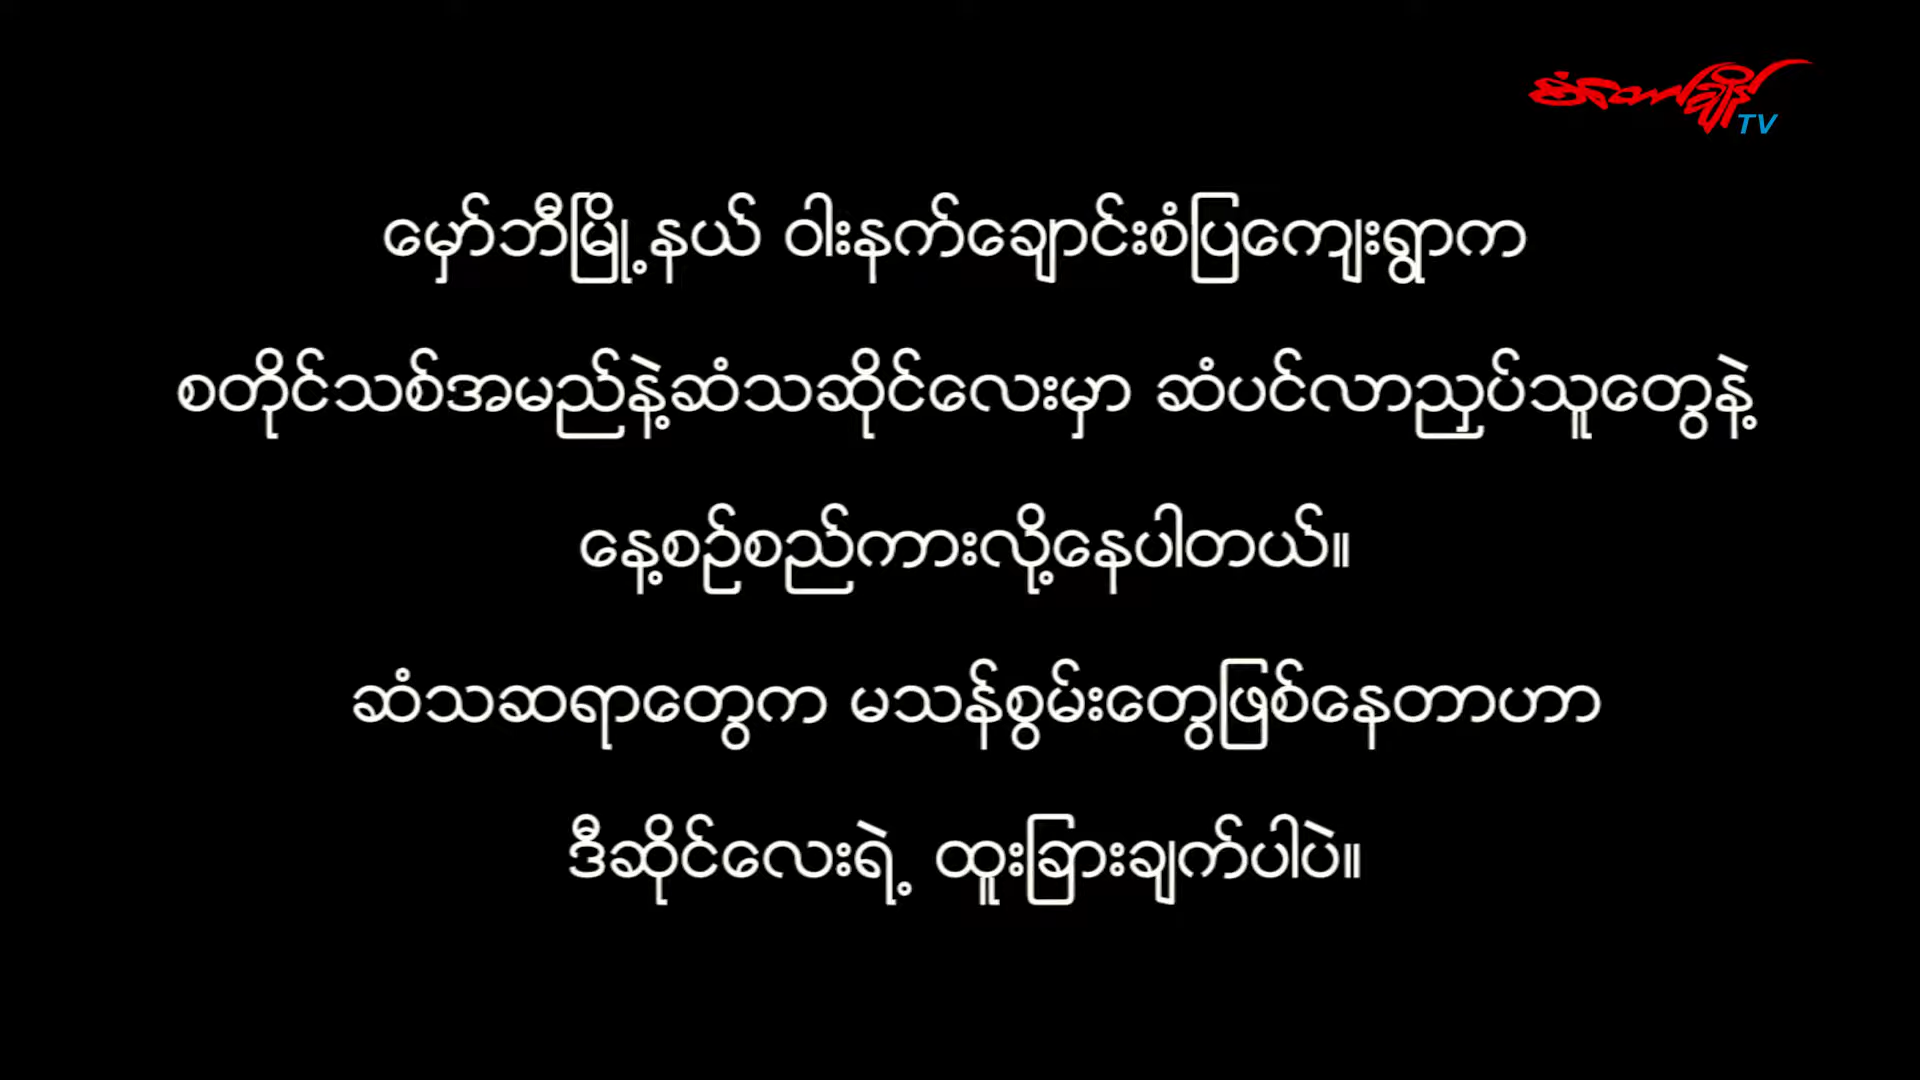 TV
မှော်ဘီမြို့နယ် ဝါးနက်ချောင်းစံပြကျေးရွာက
စတိုင်သစ်အမည်နဲ့ဆံသဆိုင်လေးမှာ ဆံပင်လာညှပ်သူတွေနဲ့
နေ့စဉ်စည်ကားလို့နေပါတယ်။
ဆံသဆရာတွေက မသန်စွမ်းတွေဖြစ်နေတာဟာ
ဒီဆိုင်လေးရဲ့ ထူးခြားချက်ပါပဲ။